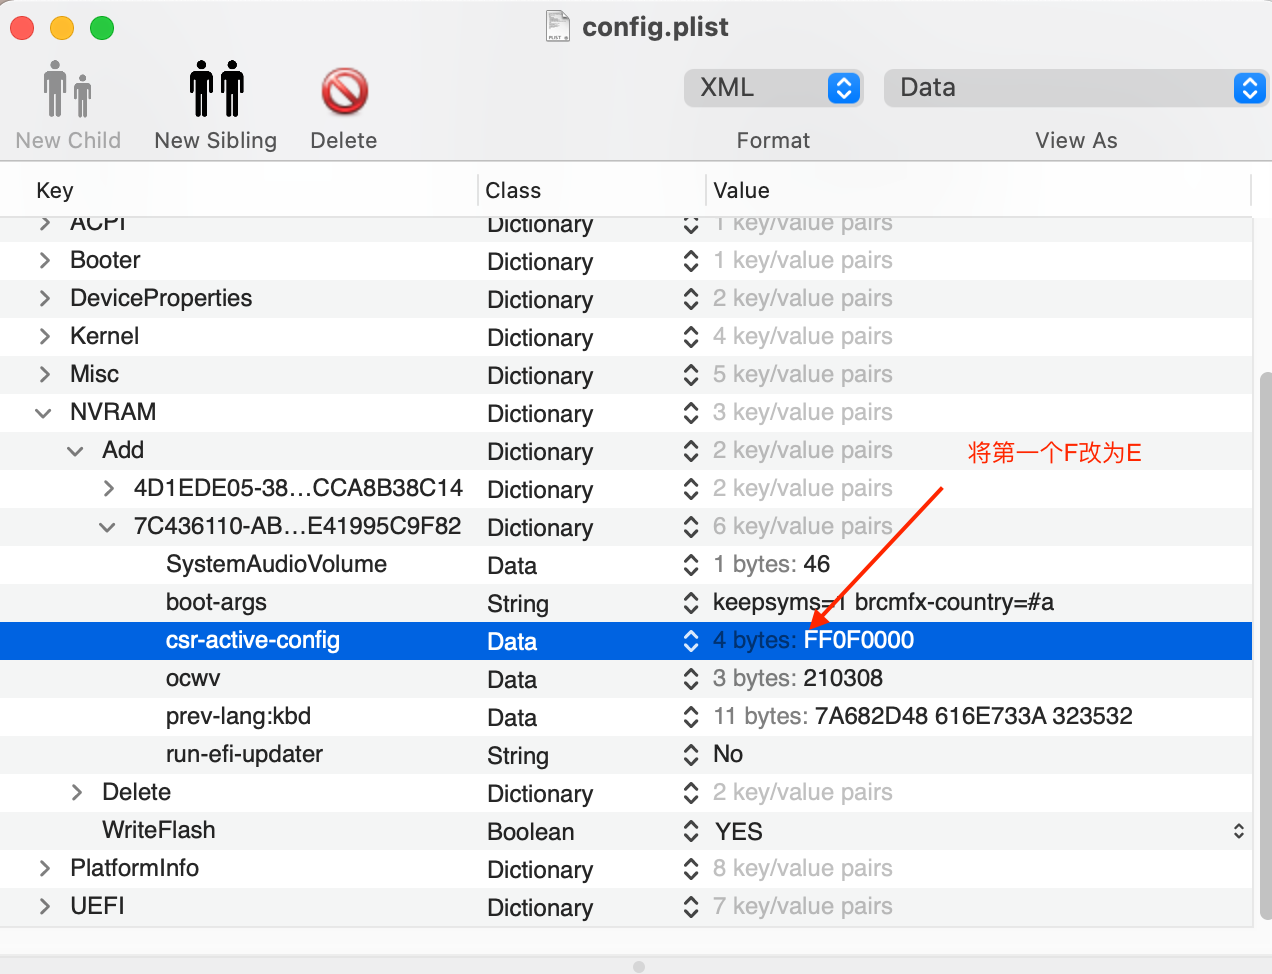 config.plist
New Child
New Sibling
Delete
XML
Format
Data
View As
Key Class Value
ACPI Dictionary 1 key/value pairs
Booter Dictionary 1 key/value pairs
DeviceProperties Dictionary 2 key/value pairs
Kernel Dictionary 4 key/value pairs
Misc Dictionary 5 key/value pairs
NVRAM Dictionary 3 key/value pairs
Add Dictionary 2 key/value pairs
将第一个F改为E
4D1EDE05-38...CCA8B38C14 Dictionary 2 key/value pairs
7C436110-AB...E41995C9F82 Dictionary 6 key/value pairs
SystemAudioVolume Data 1 bytes: 46
boot-args String keepsyms=1 brcmfx-country=#a
csr-active-config Data 4 bytes: FF0F0000
ocwv Data 3 bytes: 210308
prev-lang:kbd Data 11 bytes: 7A682D48 616E733A 323532
run-efi-updater String No
Delete Dictionary 2 key/value pairs
WriteFlash Boolean YES
PlatformInfo Dictionary 8 key/value pairs
UEFI Dictionary 7 key/value pairs